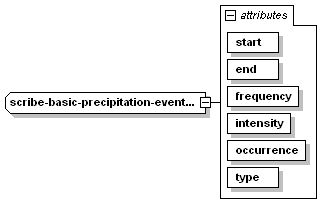 attributes
start
end
frequency
scribe-basic-precipitation-event...
intensity
occurrence
type